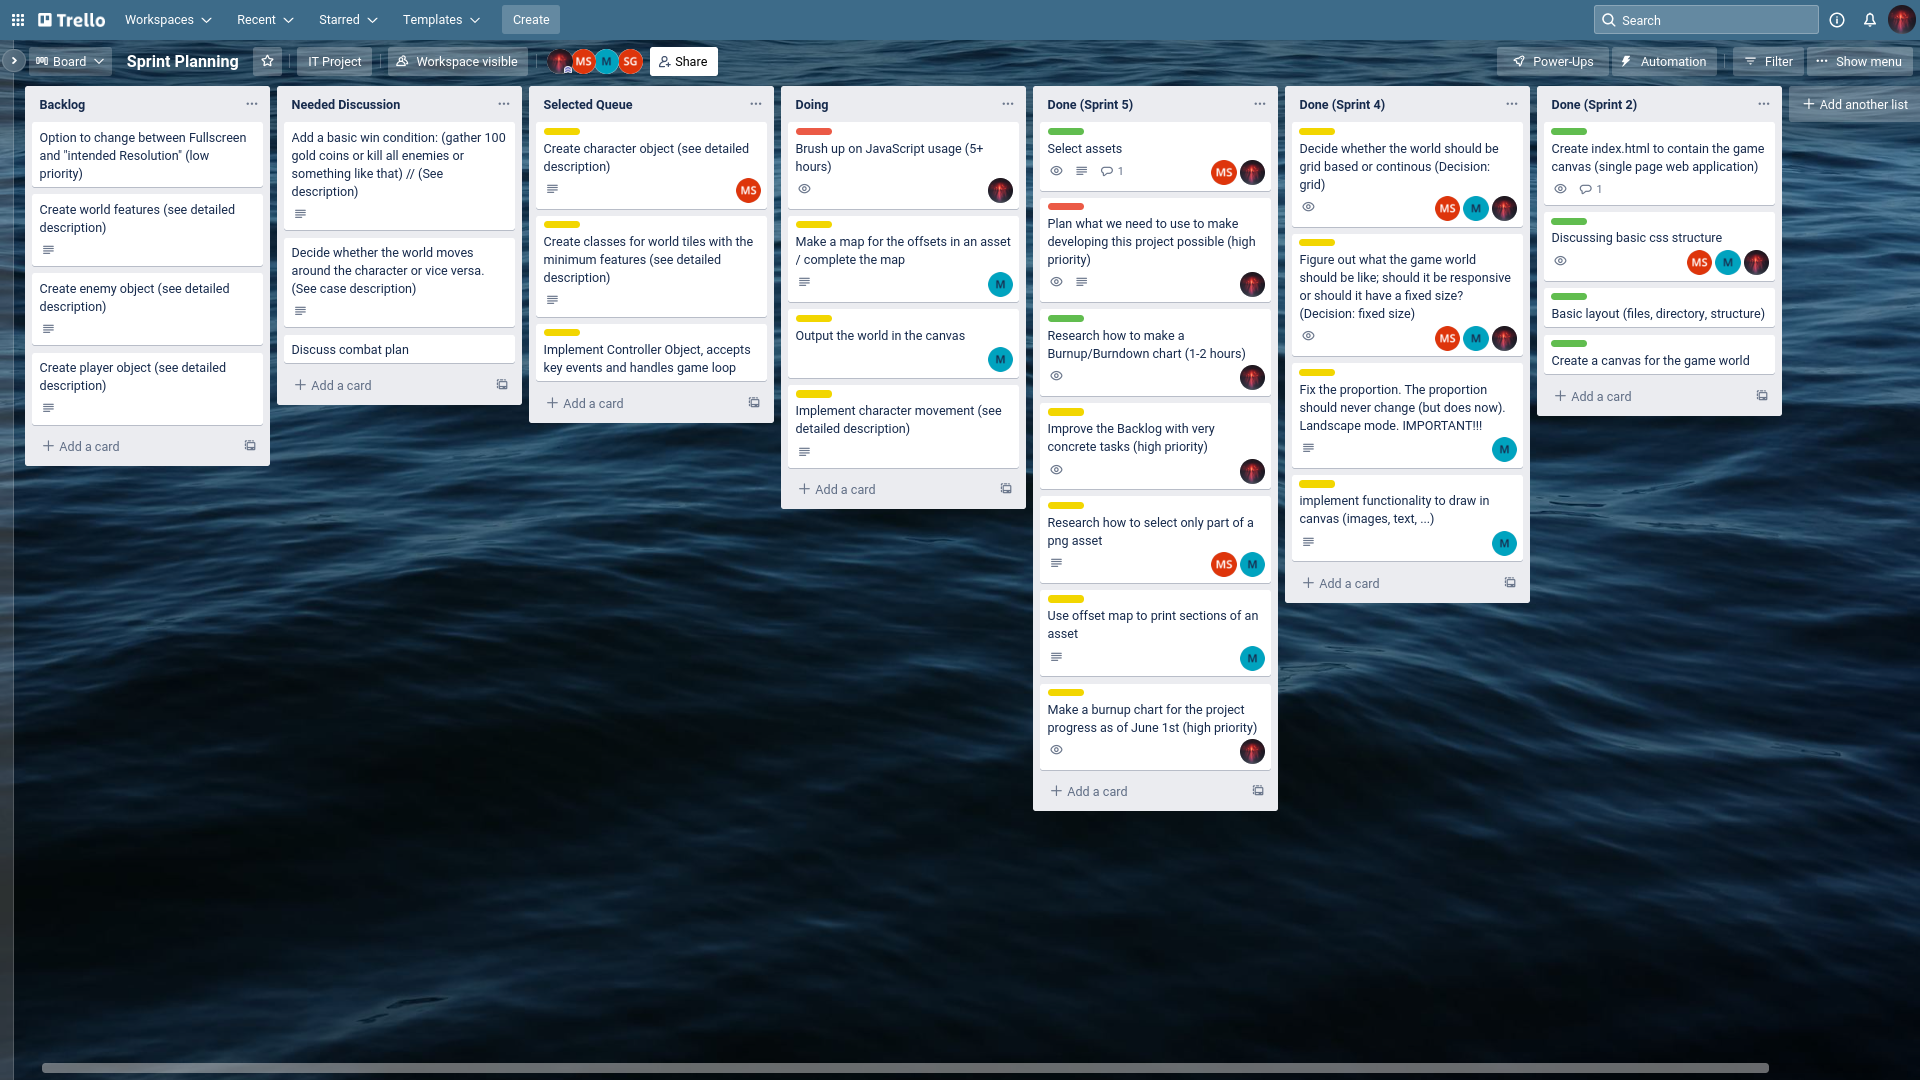 Trello
Workspaces
Recent
Starred
Templates
Create
Search
Board
Sprint Planning
IT Project
Workspace visible
MS
M
SG
Share
Power-Ups
Automation
Filter
Show menu
Backlog
Option to change between Fullscreen
and "intended Resolution" (low
priority)
Create world features (see detailed
description)
Create enemy object (see detailed
description)
Create player object (see detailed
description)
Add a card
Needed Discussion
Add a basic win condition: (gather 100
gold coins or kill all enemies or
something like that) // (See
description)
Decide whether the world moves
around the character or vice versa.
(See case description)
Discuss combat plan
Add a card
Selected Queue
Create character object (see detailed
description)
MS
Create classes for world tiles with the
minimum features (see detailed
description)
Implement Controller Object, accepts
key events and handles game loop
Add a card
Doing
Brush up on JavaScript usage (5+
hours)
Make a map for the offsets in an asset
/ complete the map
M
Output the world in the canvas
M
Implement character movement (see
detailed description)
Add a card
Done (Sprint 5)
Select assets
1
MS
Plan what we need to use to make
developing this project possible (high
priority)
Research how to make a
Burnup/Burndown chart (1-2 hours)
Improve the Backlog with very
concrete tasks (high priority)
Research how to select only part of a
png asset
MS
M
Use offset map to print sections of an
asset
M
Make a burnup chart for the project
progress as of June 1st (high priority)
Add a card
Done (Sprint 4)
Decide whether the world should be
grid based or continous (Decision:
grid)
MS
M
Figure out what the game world
should be like; should it be responsive
or should it have a fixed size?
(Decision: fixed size)
MS
M
Fix the proportion. The proportion
should never change (but does now).
Landscape mode. IMPORTANT!!!
M
implement functionality to draw in
canvas (images, text, ...)
M
Add a card
Done (Sprint 2)
Create index.html to contain the game
canvas (single page web application)
1
Discussing basic css structure
MS
M
Basic layout (files, directory, structure)
Create a canvas for the game world
Add a card
Add another list